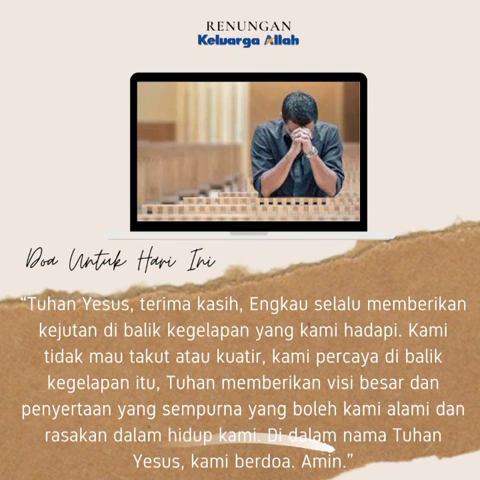 RENUNGAN
Keluarga Allah
Doa Untuk Hari Ini
“Tuhan Yesus, terima kasih, Engkau selalu memberikan
kejutan di balik kegelapan yang kami hadapi. Kami
tidak mau takut atau kuatir, kami percaya di balik
kegelapan itu, Tuhan memberikan visi besar dan
penyertaan yang sempurna yang boleh kami alami dan
rasakan dalam hidup kami. Di dalam nama Tuhan
Yesus, kami berdoa. Amin.”